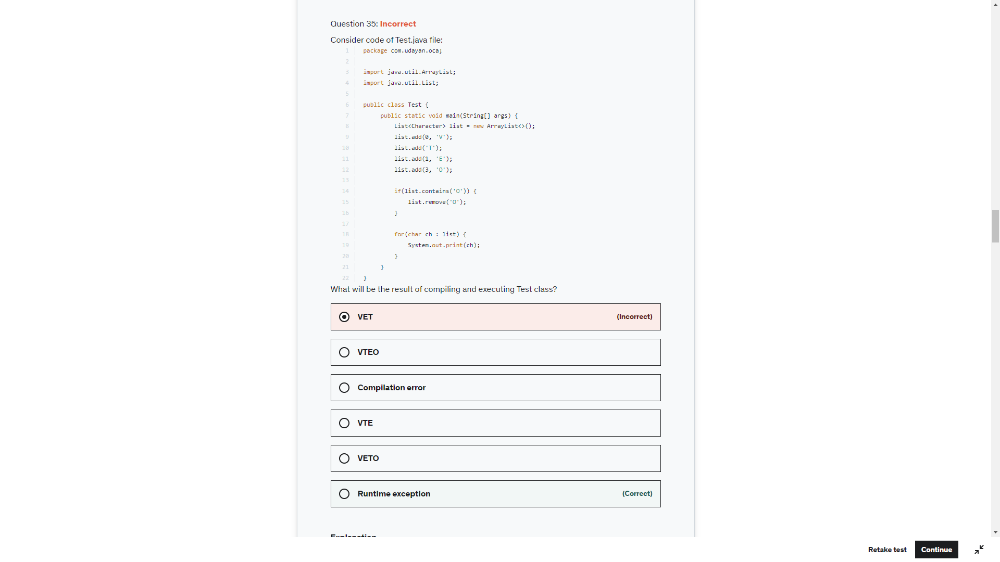 Question 35: Incorrect
Consider code of Test.java file:
1 package com.udayan.oca;
2
3 import java.util.ArrayList;
4 import java.util.List;
5
6 public class Test {
7 public static void main(String[] args) {
8 List<Character> list = new ArrayList<>();
9 list.add(0, 'V');
10 list.add('T');
11 list.add(1, 'E');
12 list.add(3, 'O');
13
14 if(list.contains('O')) {
15 list.remove('O');
16 }
17
18 for(char ch : list) {
19 System.out.print(ch);
20 }
21 }
22 }
What will be the result of compiling and executing Test class?
VET (Incorrect)
VTEO
Compilation error
VTE
VETO
Runtime exception (Correct)
Explanation
Retake test Continue